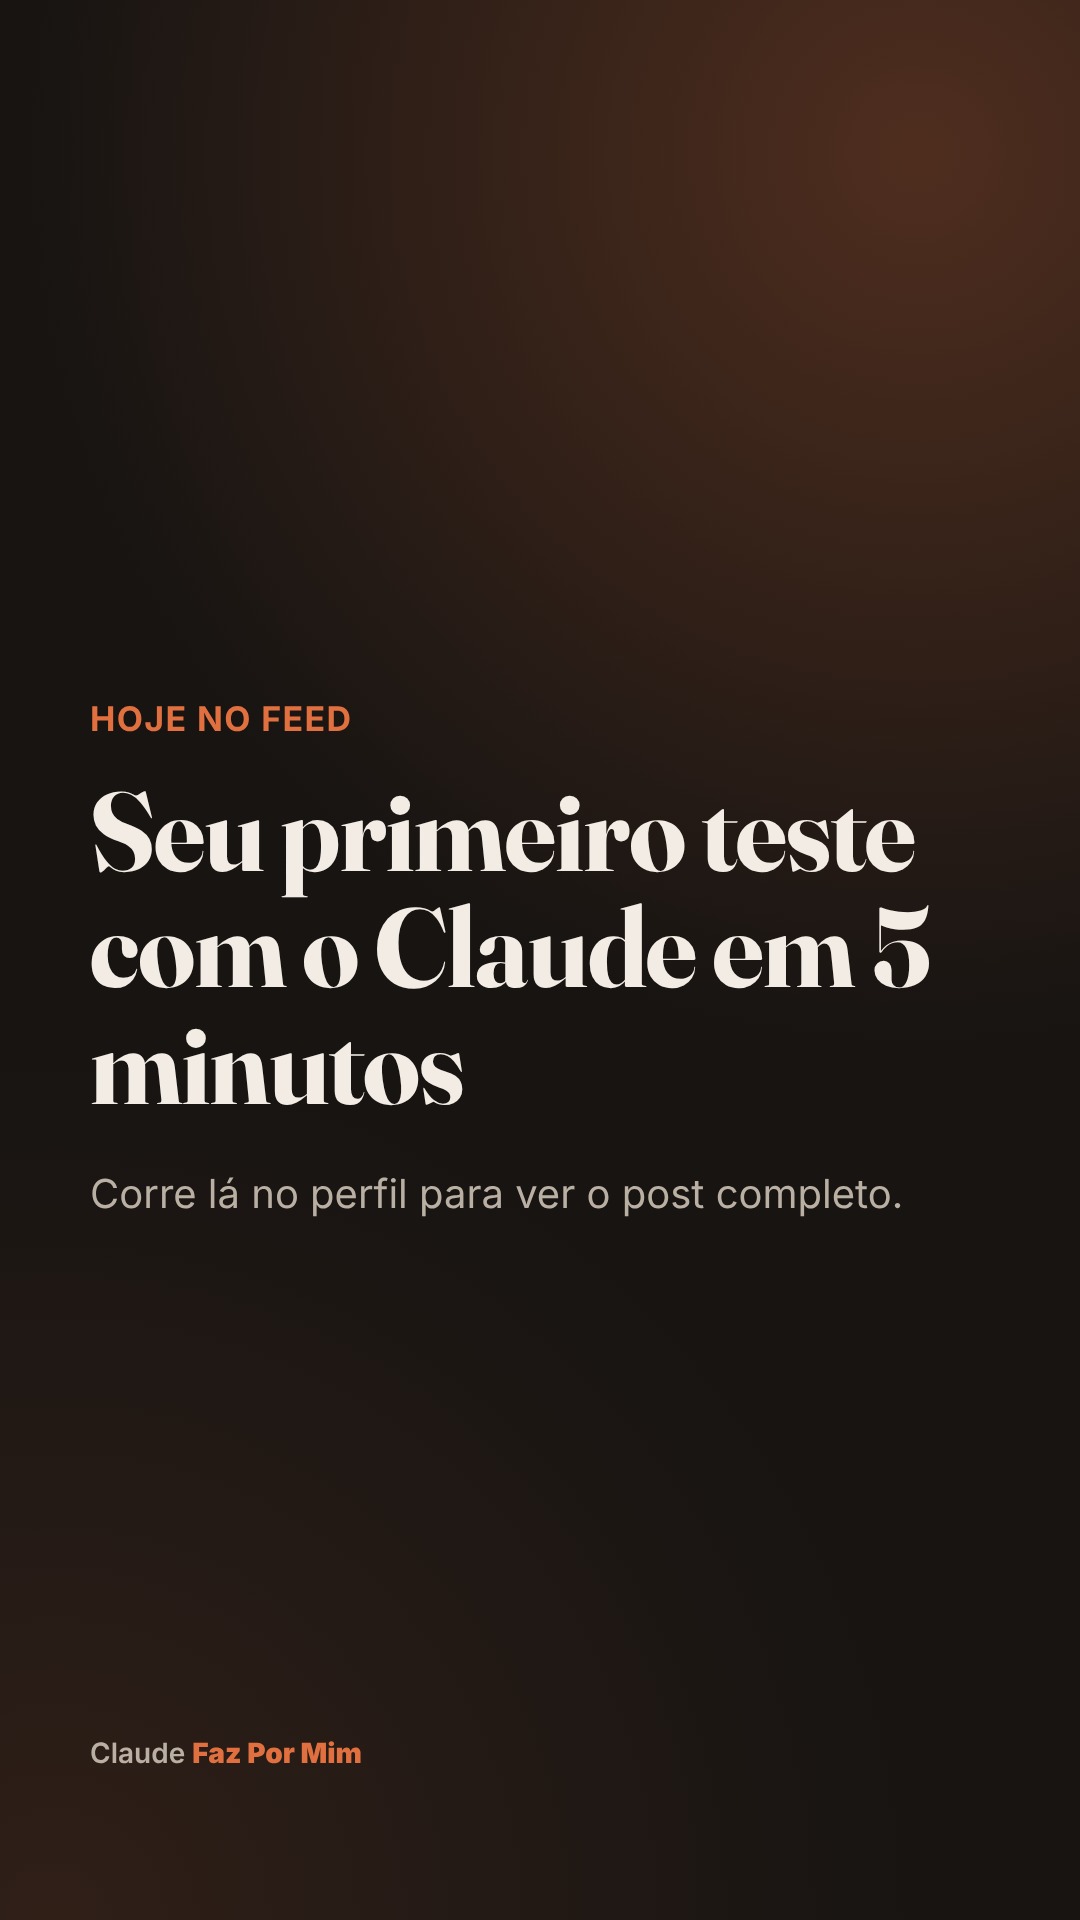 HOJE NO FEED
Seu primeiro teste
com o Claude em 5
minutos
Corre lá no perfil para ver o post completo.
Claude Faz Por Mim